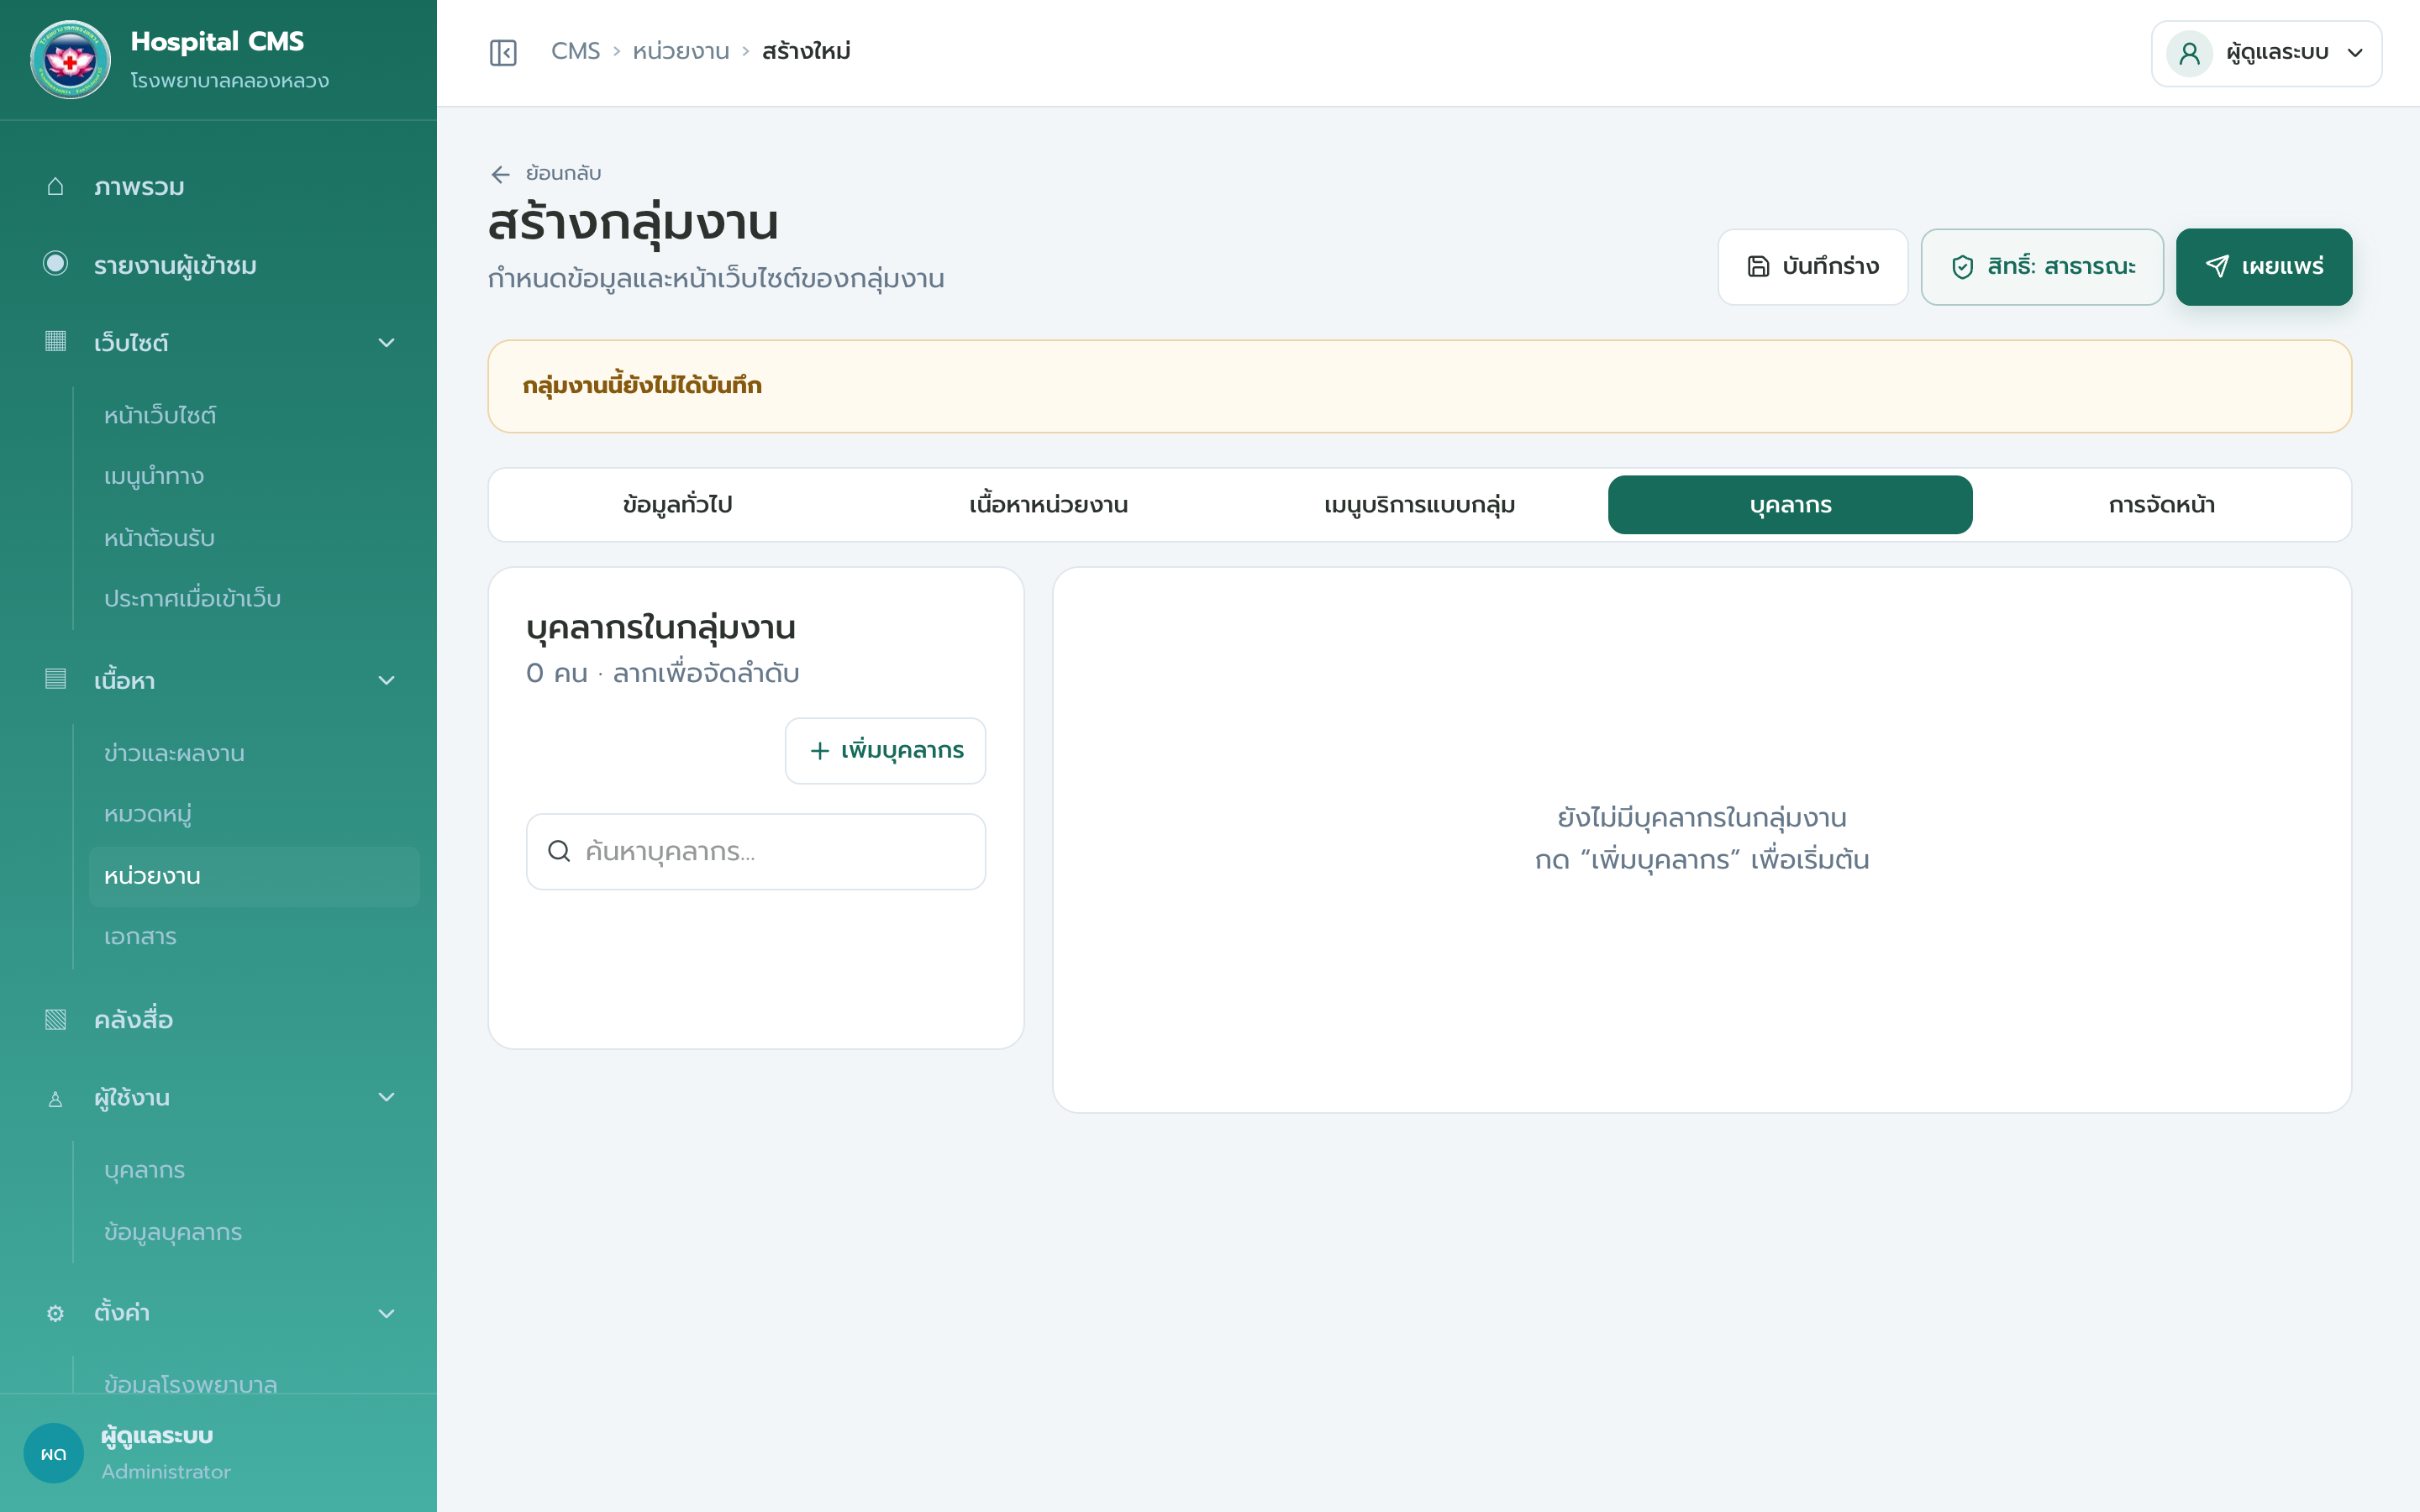 Hospital CMS
โรงพยาบาลคลองหลวง
ภาพรวม
รายงานผู้เข้าชม
เว็บไซต์
หน้าเว็บไซต์
เมนูนำทาง
หน้าต้อนรับ
ประกาศเมื่อเข้าเว็บ
เนื้อหา
ข่าวและผลงาน
หมวดหมู่
หน่วยงาน
เอกสาร
คลังสื่อ
ผู้ใช้งาน
บุคลากร
ข้อมูลบุคลากร
ตั้งค่า
ข้อมูลโรงพยาบาล
ผด
ผู้ดูแลระบบ
Administrator
CMS › หน่วยงาน › สร้างใหม่
ผู้ดูแลระบบ
ย้อนกลับ
สร้างกลุ่มงาน
กำหนดข้อมูลและหน้าเว็บไซต์ของกลุ่มงาน
บันทึกร่าง
สิทธิ์: สาธารณะ
เผยแพร่
กลุ่มงานนี้ยังไม่ได้บันทึก
ข้อมูลทั่วไป
เนื้อหาหน่วยงาน
เมนูบริการแบบกลุ่ม
บุคลากร
การจัดหน้า
บุคลากรในกลุ่มงาน
0 คน · ลากเพื่อจัดลำดับ
เพิ่มบุคลากร
ค้นหาบุคลากร...
ยังไม่มีบุคลากรในกลุ่มงาน
กด “เพิ่มบุคลากร” เพื่อเริ่มต้น